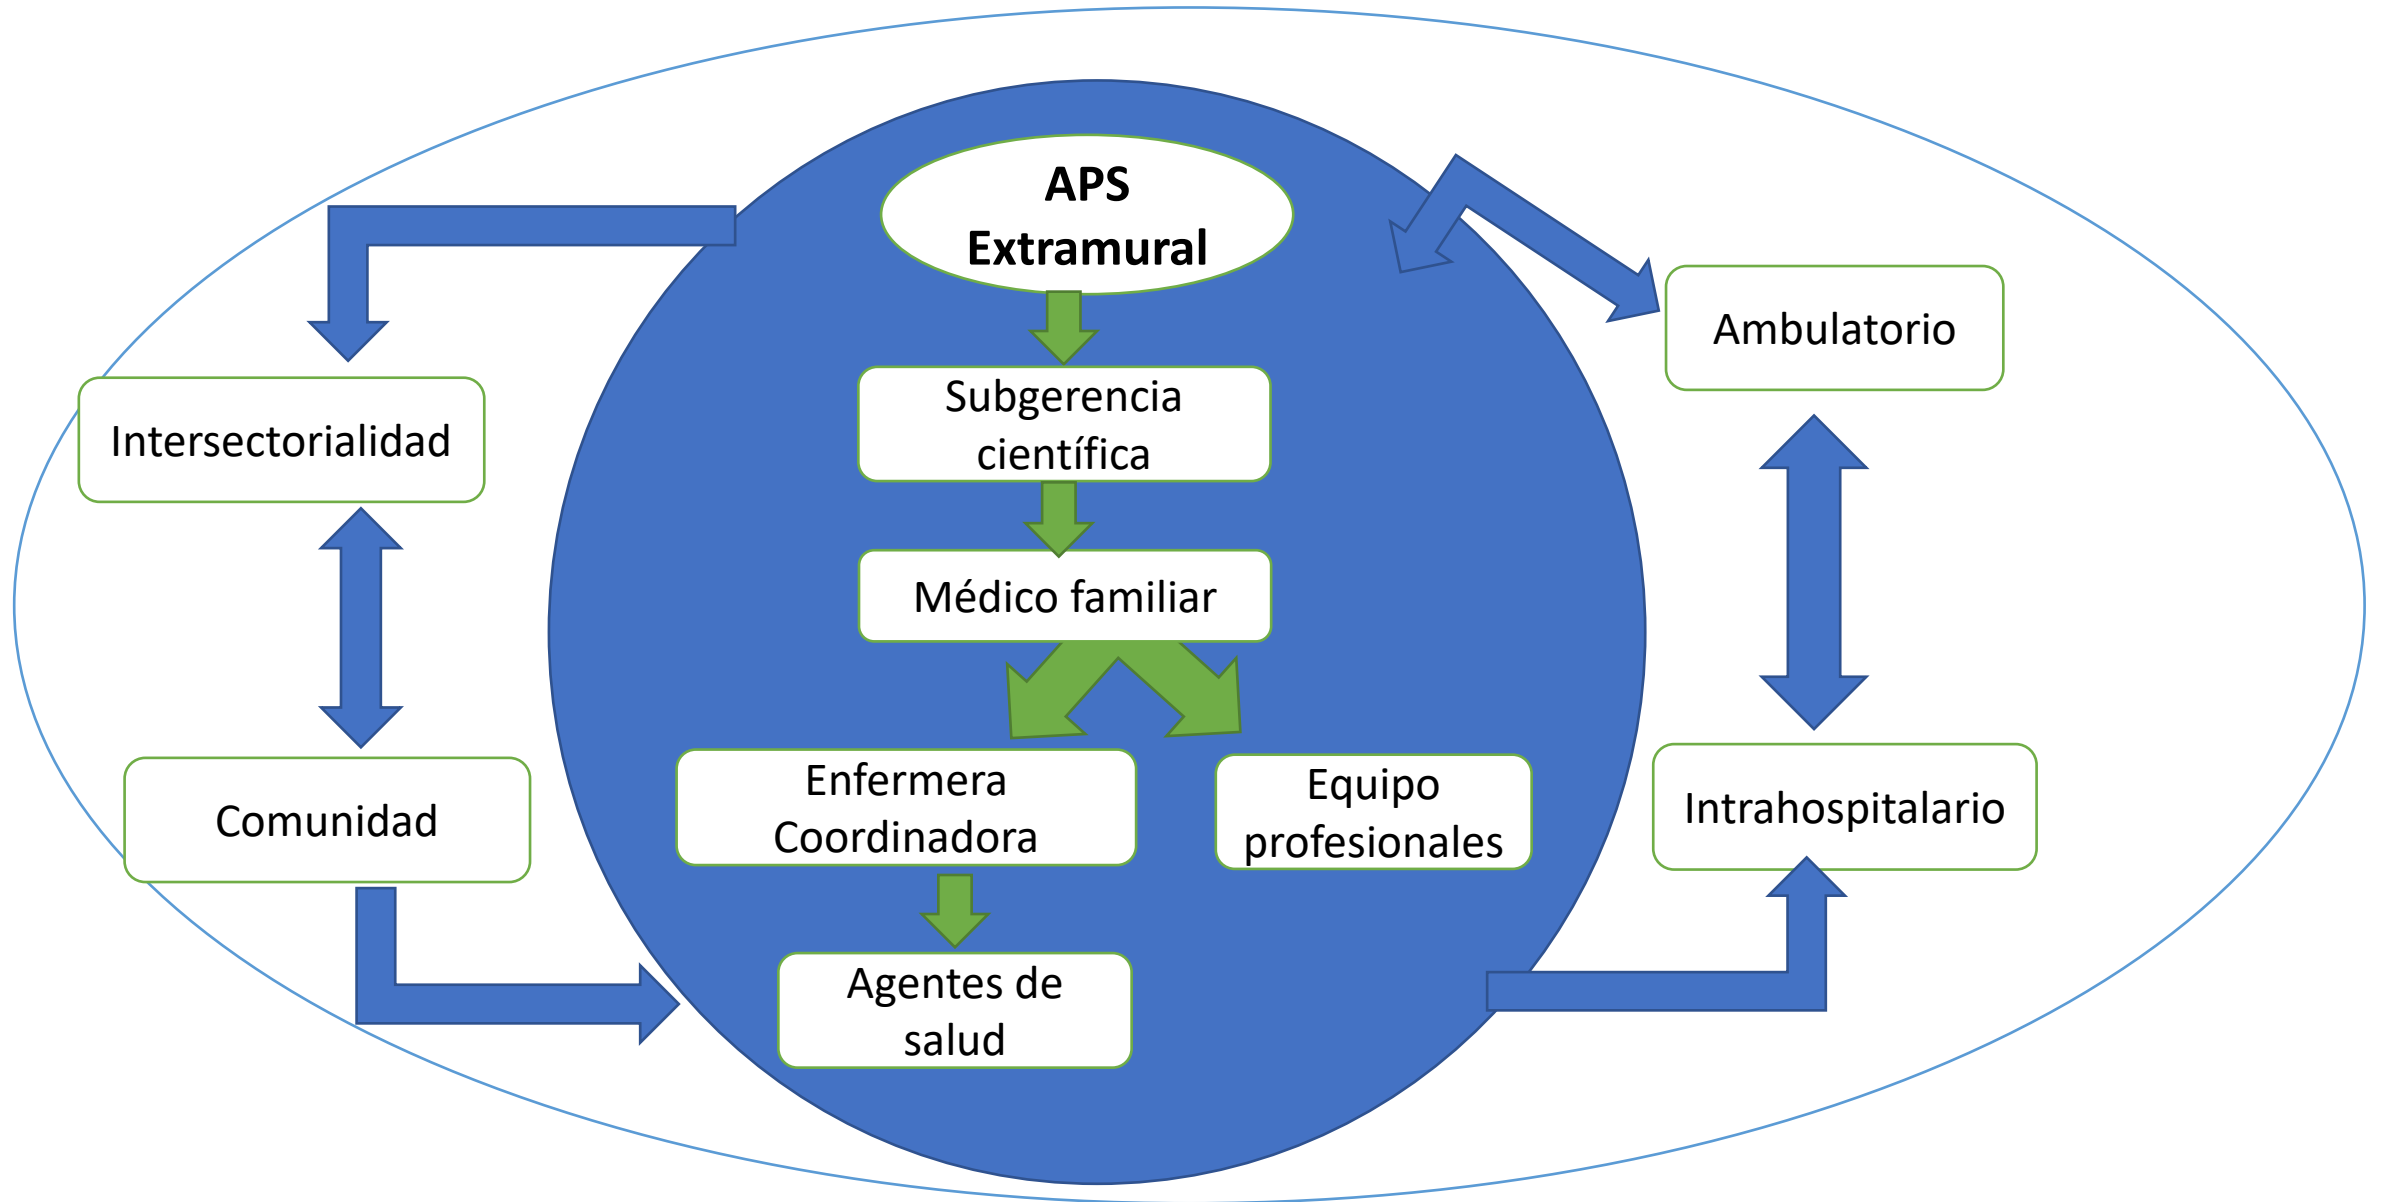 APS
Extramural
Subgerencia
científica
Médico familiar
Enfermera
Coordinadora
Equipo
profesionales
Agentes de
salud
Intersectorialidad
Comunidad
Ambulatorio
Intrahospitalario